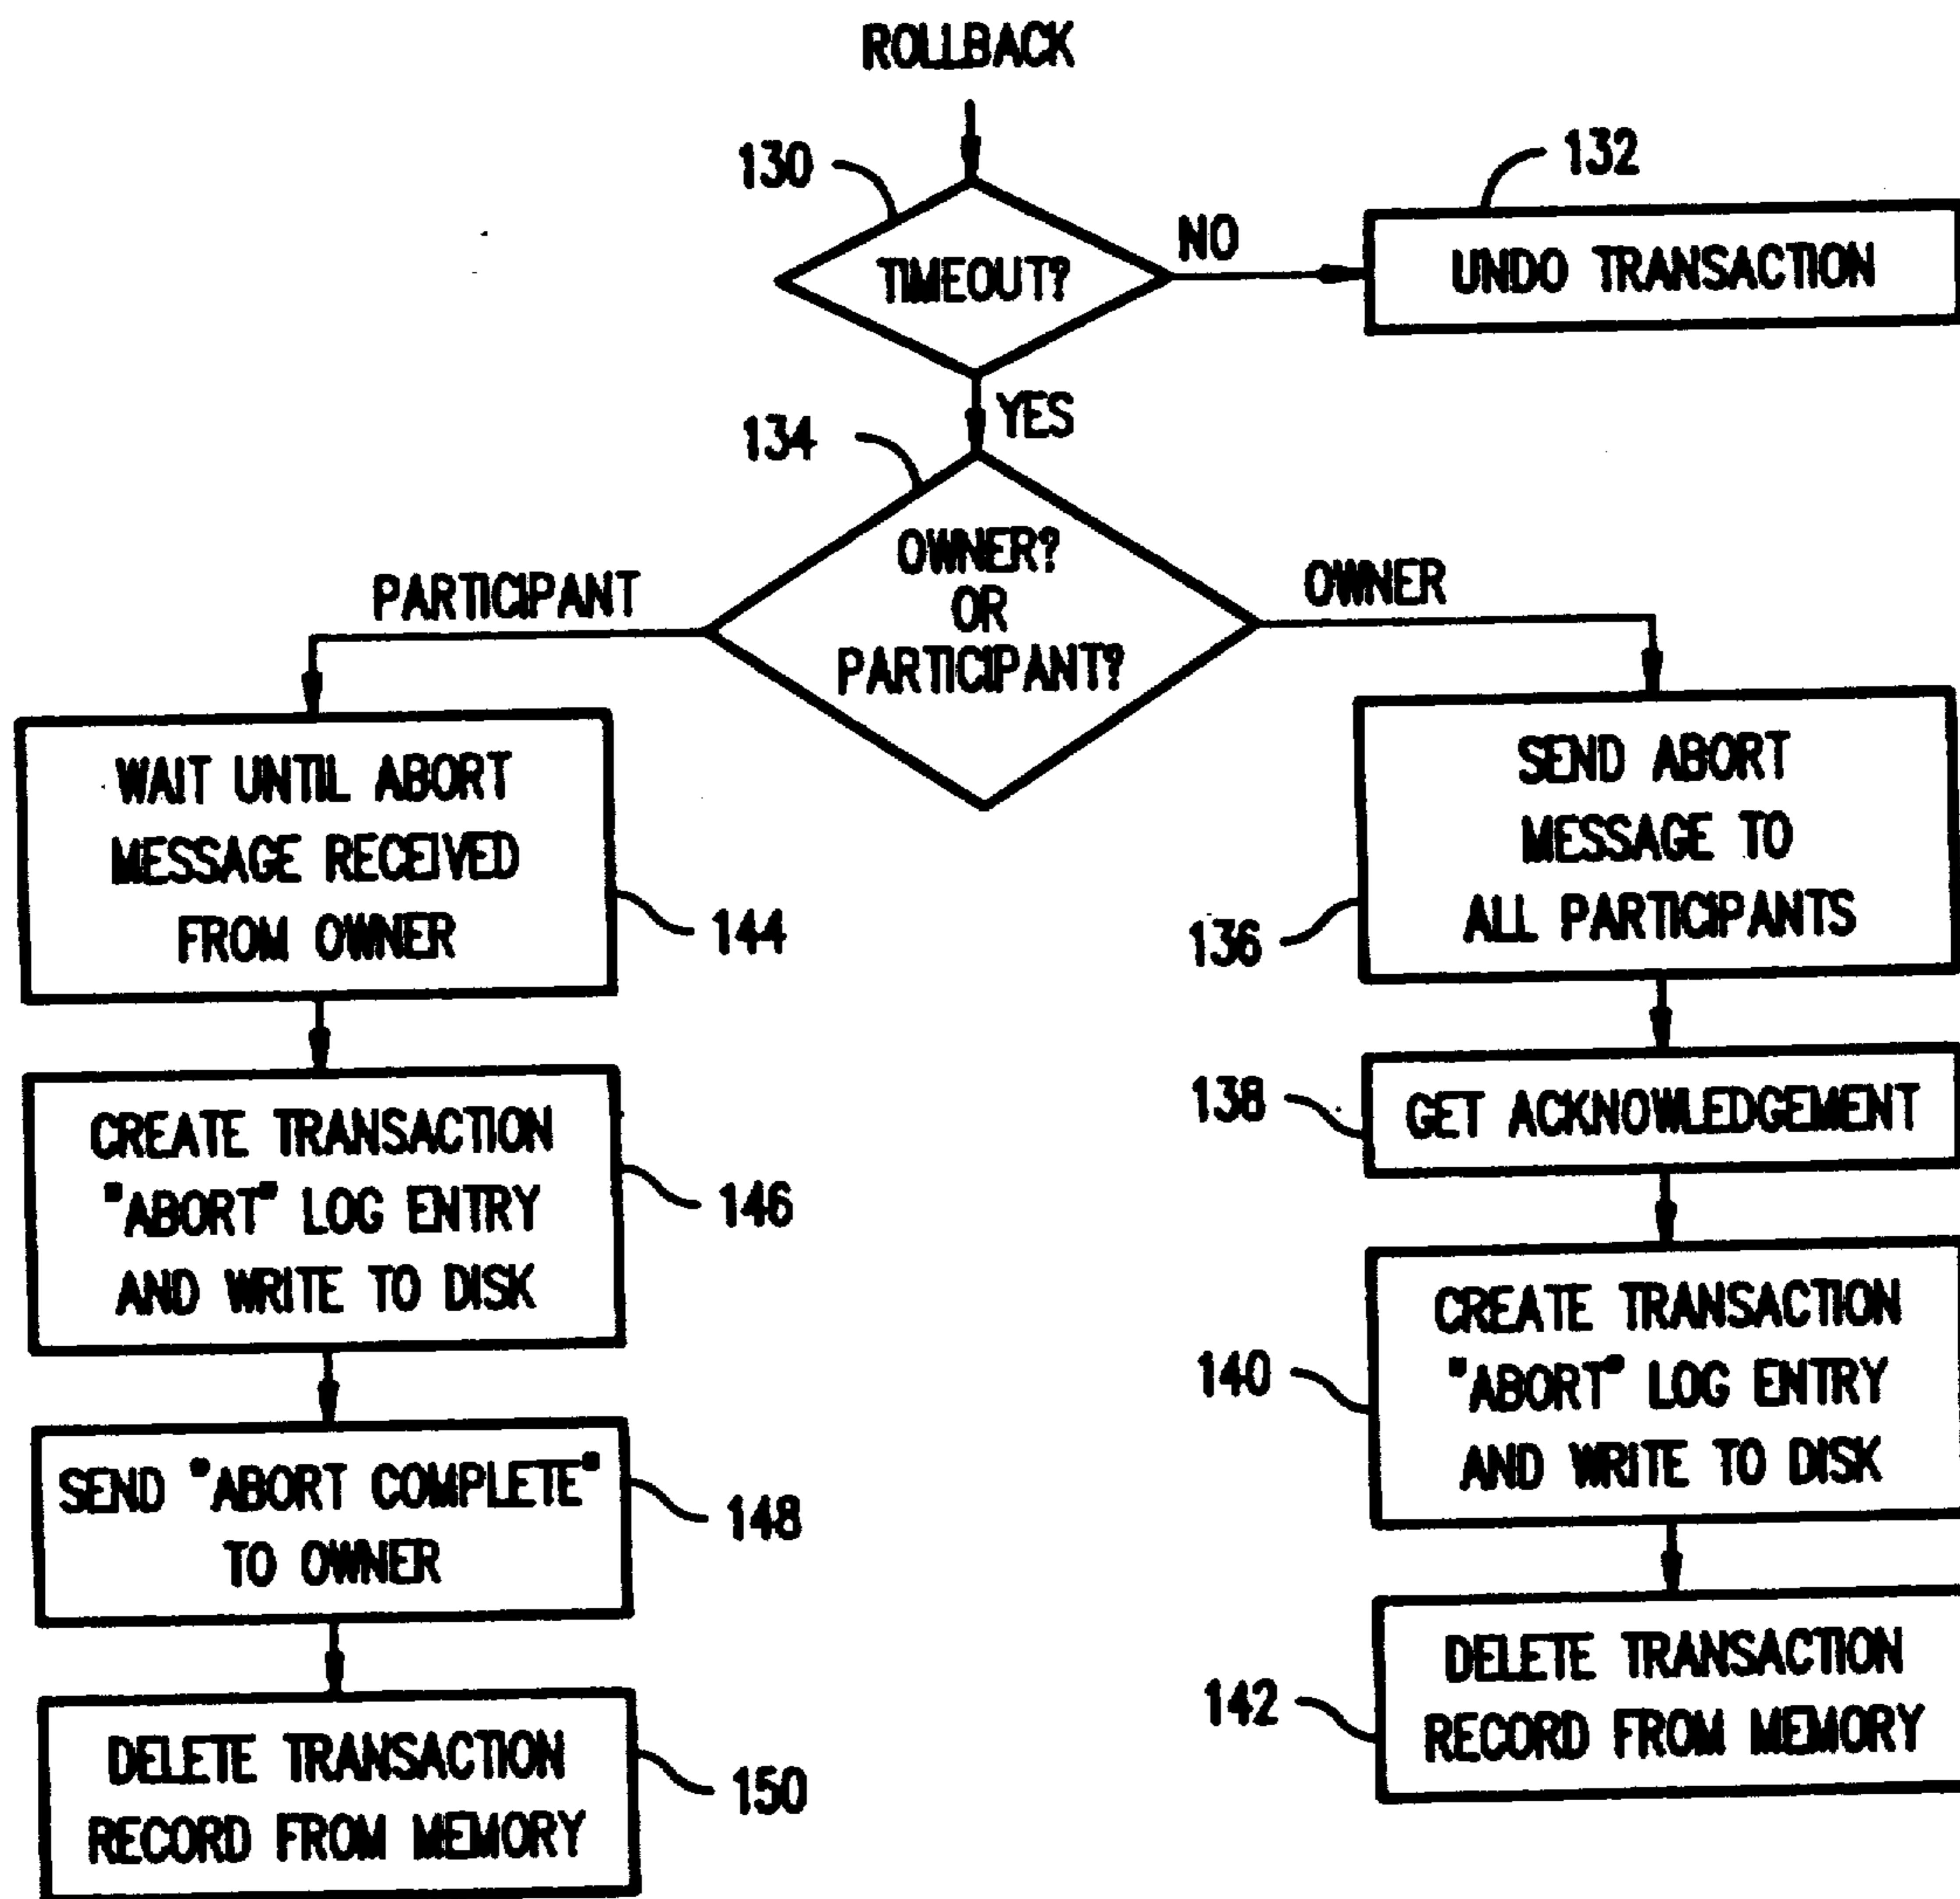 ROLLBACK
130
132
TIMEOUT?
NO
UNDO TRANSACTION
YES
134
OWNER?
OR
PARTICIPANT?
PARTICIPANT
OWNER
WAIT UNTIL ABORT
MESSAGE RECEIVED
FROM OWNER
144
CREATE TRANSACTION
"ABORT" LOG ENTRY
AND WRITE TO DISK
146
SEND "ABORT COMPLETE"
TO OWNER
148
DELETE TRANSACTION
RECORD FROM MEMORY
150
SEND ABORT
MESSAGE TO
ALL PARTICIPANTS
136
138
GET ACKNOWLEDGEMENT
CREATE TRANSACTION
"ABORT" LOG ENTRY
AND WRITE TO DISK
140
DELETE TRANSACTION
RECORD FROM MEMORY
142